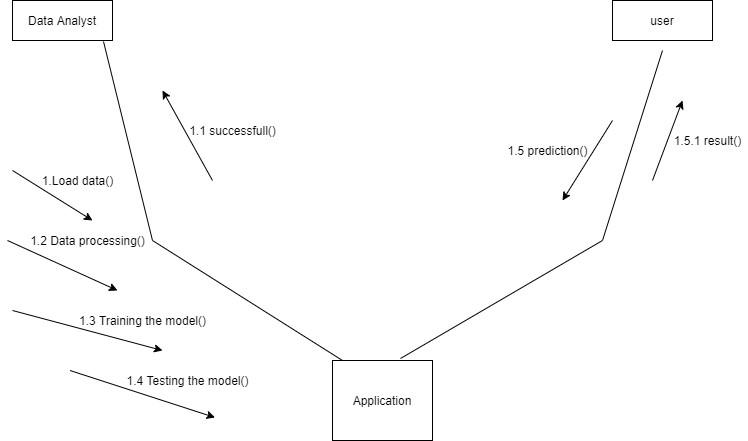 Data Analyst
user
1.1 successfull()
1.5 prediction()
1.5.1 result()
1.Load data()
1.2 Data processing()
1.3 Training the model()
1.4 Testing the model()
Application